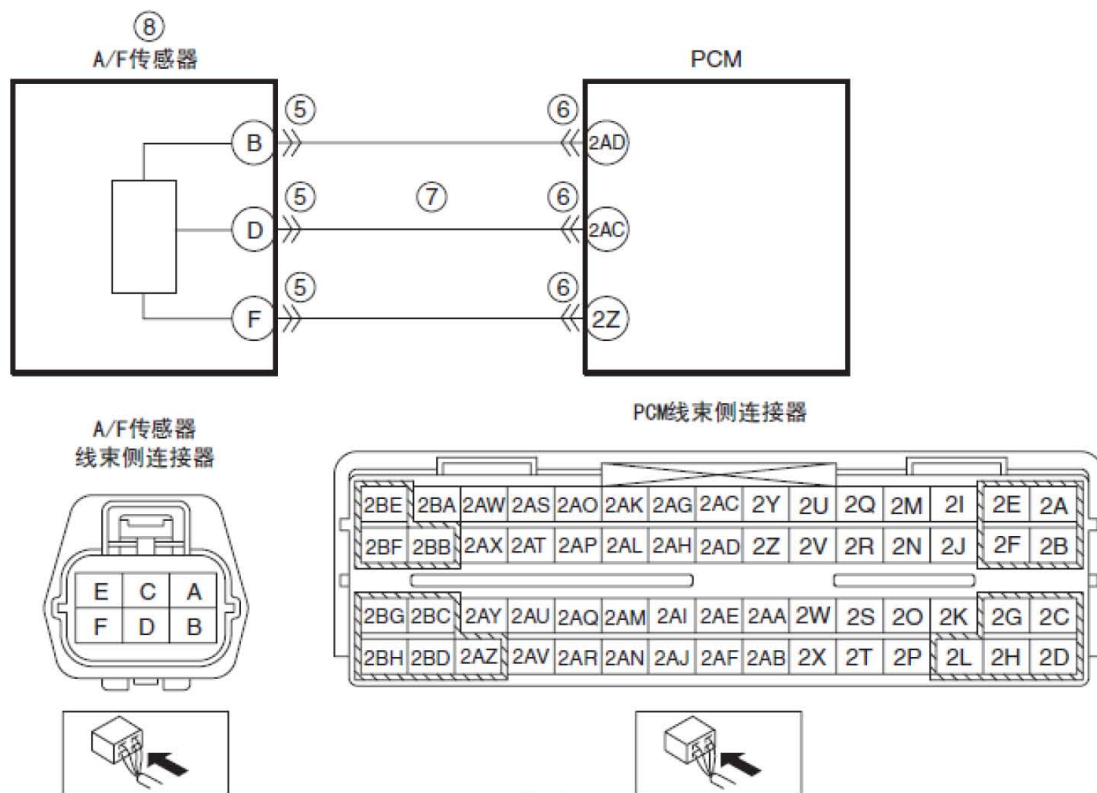 ⑧
A/F传感器 PCM
⑤ ⑥
B 2AD
⑤ ⑦ ⑥
D 2AC
⑤ ⑥
F 2Z
A/F传感器
线束侧连接器
E C A
F D B
PCM线束侧连接器
2BE 2BA 2AW 2AS 2AO 2AK 2AG 2AC 2Y 2U 2Q 2M 2I 2E 2A
2BF 2BB 2AX 2AT 2AP 2AL 2AH 2AD 2Z 2V 2R 2N 2J 2F 2B
2BG 2BC 2AY 2AU 2AQ 2AM 2AI 2AE 2AA 2W 2S 2O 2K 2G 2C
2BH 2BD 2AZ 2AV 2AR 2AN 2AJ 2AF 2AB 2X 2T 2P 2L 2H 2D